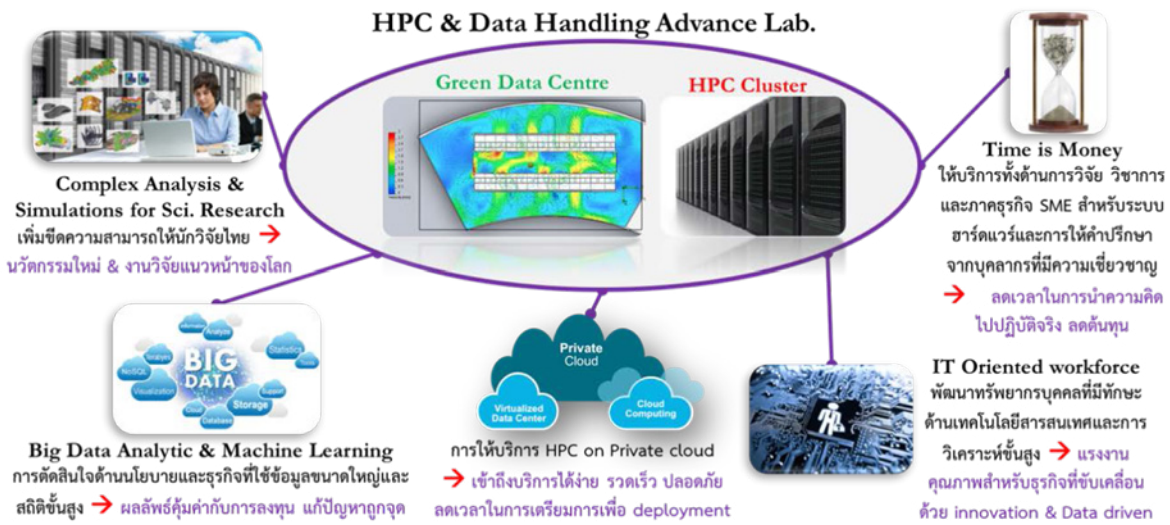 HPC & Data Handling Advance Lab.
Green Data Centre
HPC Cluster
Complex Analysis &
Simulations for Sci. Research
เพิ่มขีดความสามารถให้นักวิจัยไทย →
นวัตกรรมใหม่ & งานวิจัยแนวหน้าของโลก
Time is Money
ให้บริการทั้งด้านการวิจัย วิชาการ
และภาคธุรกิจ SME สำหรับระบบ
ฮาร์ดแวร์และการให้คำปรึกษา
จากบุคลากรที่มีความเชี่ยวชาญ
→ ลดเวลาในการนำความคิด
ไปปฏิบัติจริง ลดต้นทุน
Analyze
Statistics
NoSQL
BIG
DATA
Visualization
Support
Storage
Cloud
Database
Big Data Analytic & Machine Learning
การตัดสินใจด้านนโยบายและธุรกิจที่ใช้ข้อมูลขนาดใหญ่และ
สถิติขั้นสูง → ผลลัพธ์คุ้มค่ากับการลงทุน แก้ปัญหาถูกจุด
Private
Cloud
Virtualized
Data Center
Cloud
Computing
การให้บริการ HPC on Private cloud
→ เข้าถึงบริการได้ง่าย รวดเร็ว ปลอดภัย
ลดเวลาในการเตรียมการเพื่อ deployment
IT Oriented workforce
พัฒนาทรัพยากรบุคคลที่มีทักษะ
ด้านเทคโนโลยีสารสนเทศและการ
วิเคราะห์ขั้นสูง → แรงงาน
คุณภาพสำหรับธุรกิจที่ขับเคลื่อน
ด้วย innovation & Data driven